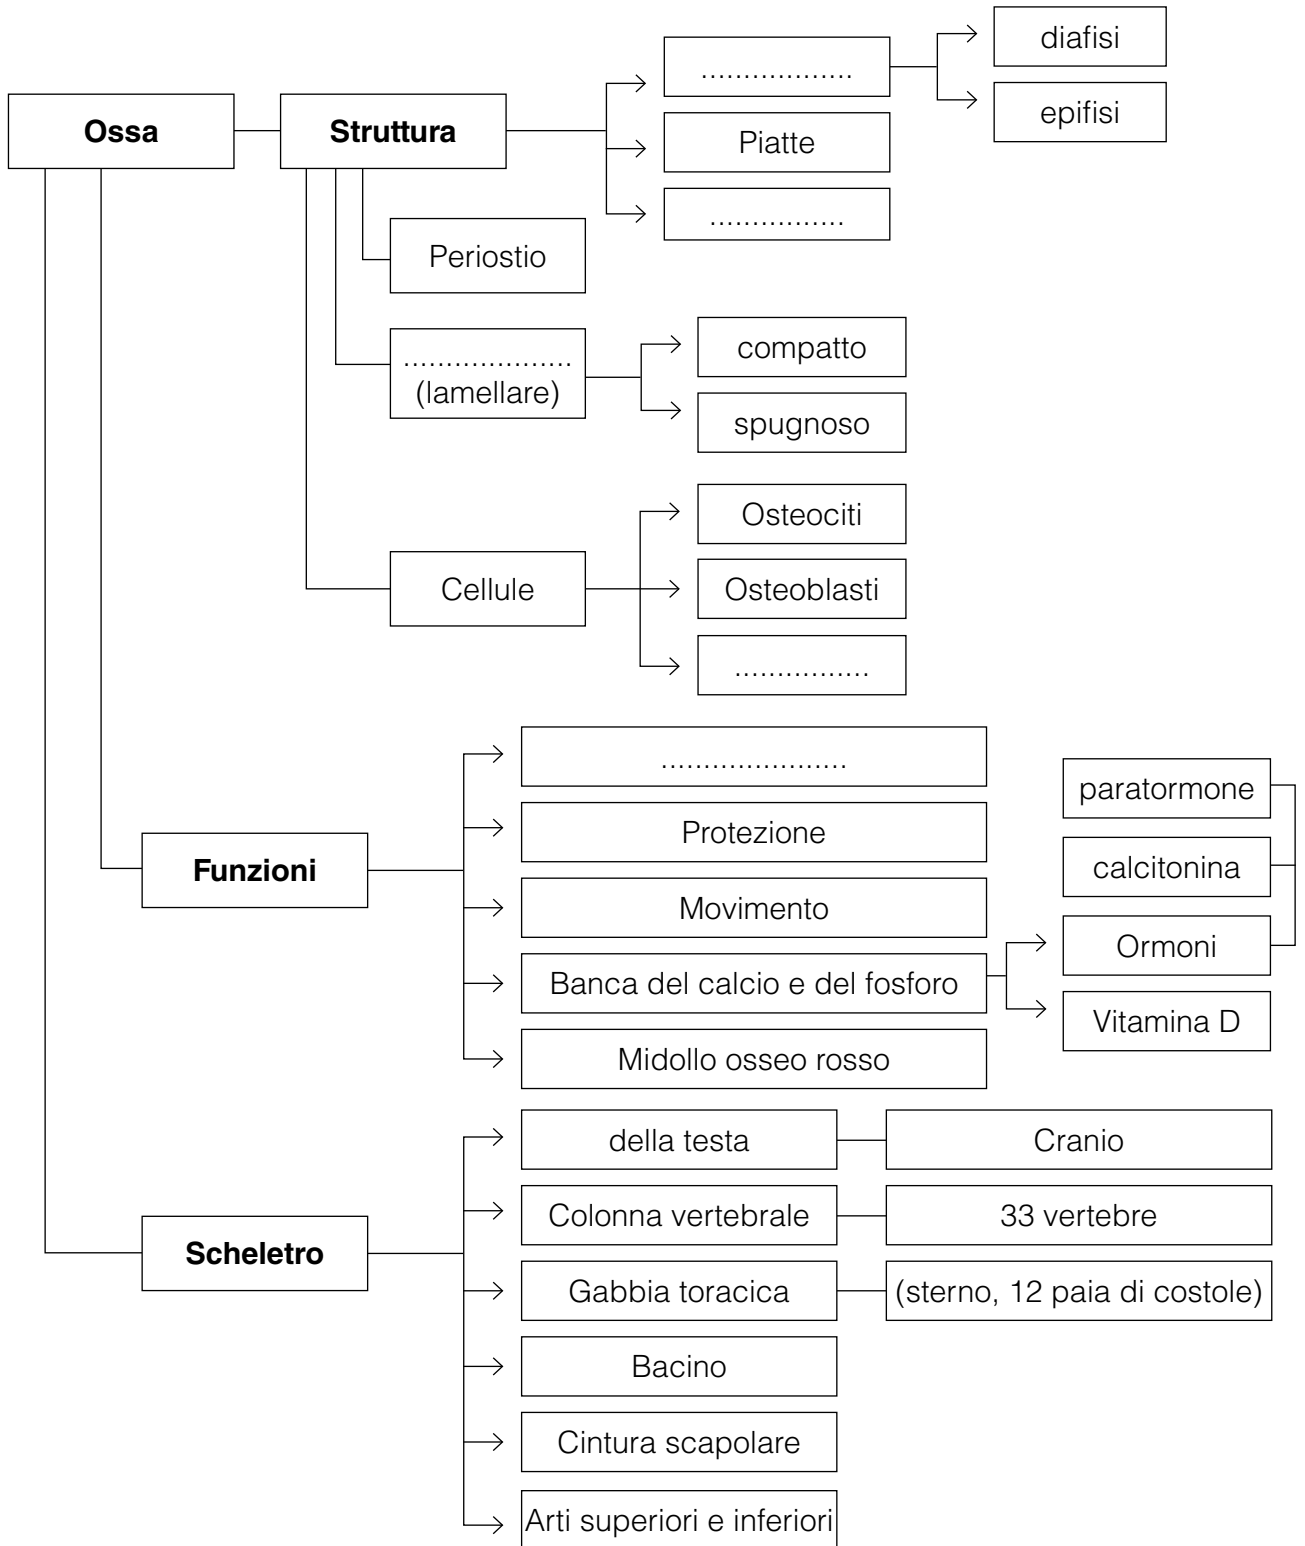 Ossa
Struttura
..................
diafisi
epifisi
Piatte
................
Periostio
....................
(lamellare)
compatto
spugnoso
Cellule
Osteociti
Osteoblasti
................
Funzioni
......................
Protezione
Movimento
Banca del calcio e del fosforo
paratormone
calcitonina
Ormoni
Vitamina D
Midollo osseo rosso
Scheletro
della testa
Cranio
Colonna vertebrale
33 vertebre
Gabbia toracica
(sterno, 12 paia di costole)
Bacino
Cintura scapolare
Arti superiori e inferiori